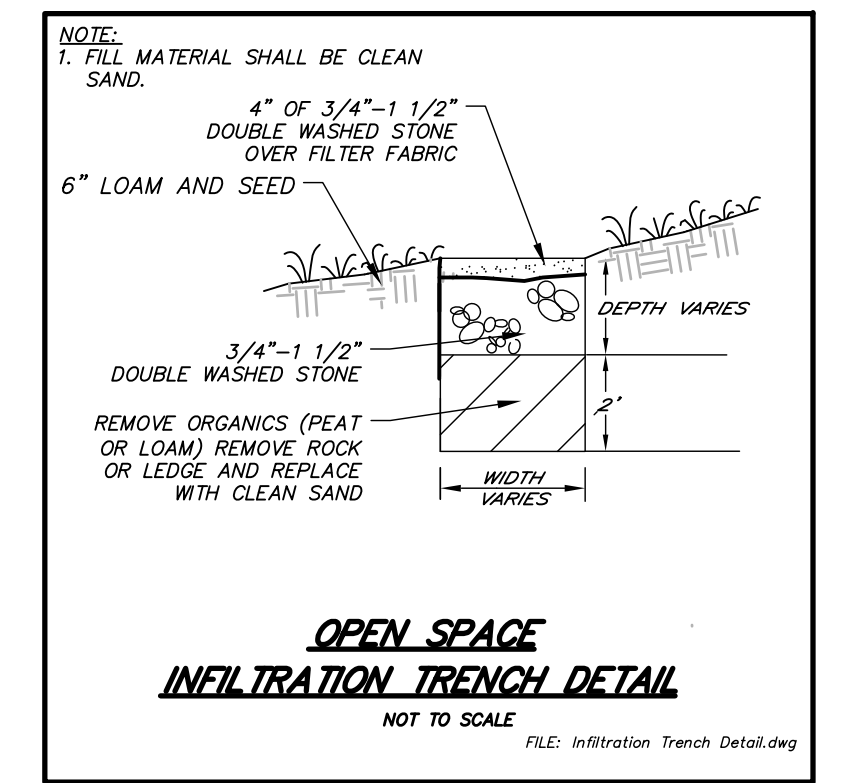 NOTE:
1. FILL MATERIAL SHALL BE CLEAN
SAND.
4" OF 3/4"-1 1/2"
DOUBLE WASHED STONE
OVER FILTER FABRIC
6" LOAM AND SEED
DEPTH VARIES
3/4"-1 1/2"
DOUBLE WASHED STONE
2'
REMOVE ORGANICS (PEAT
OR LOAM) REMOVE ROCK
OR LEDGE AND REPLACE
WITH CLEAN SAND
WIDTH
VARIES
OPEN SPACE
INFILTRATION TRENCH DETAIL
NOT TO SCALE
FILE: Infiltration Trench Detail.dwg